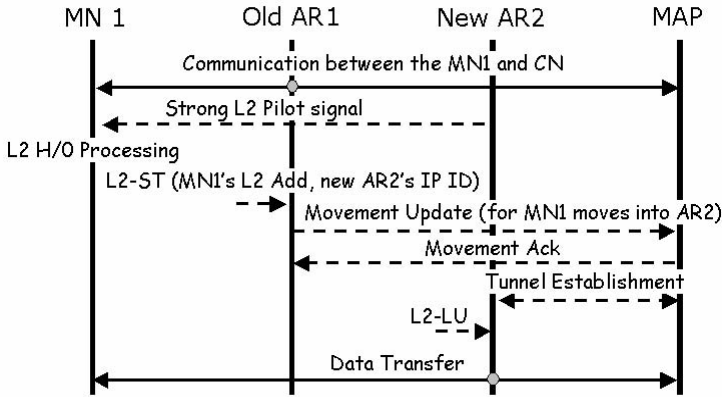 MN 1 Old AR1 New AR2 MAP
Communication between the MN1 and CN
Strong L2 Pilot signal
L2 H/O Processing
L2-ST (MN1's L2 Add, new AR2's IP ID)
Movement Update (for MN1 moves into AR2)
Movement Ack
Tunnel Establishment
L2-LU
Data Transfer